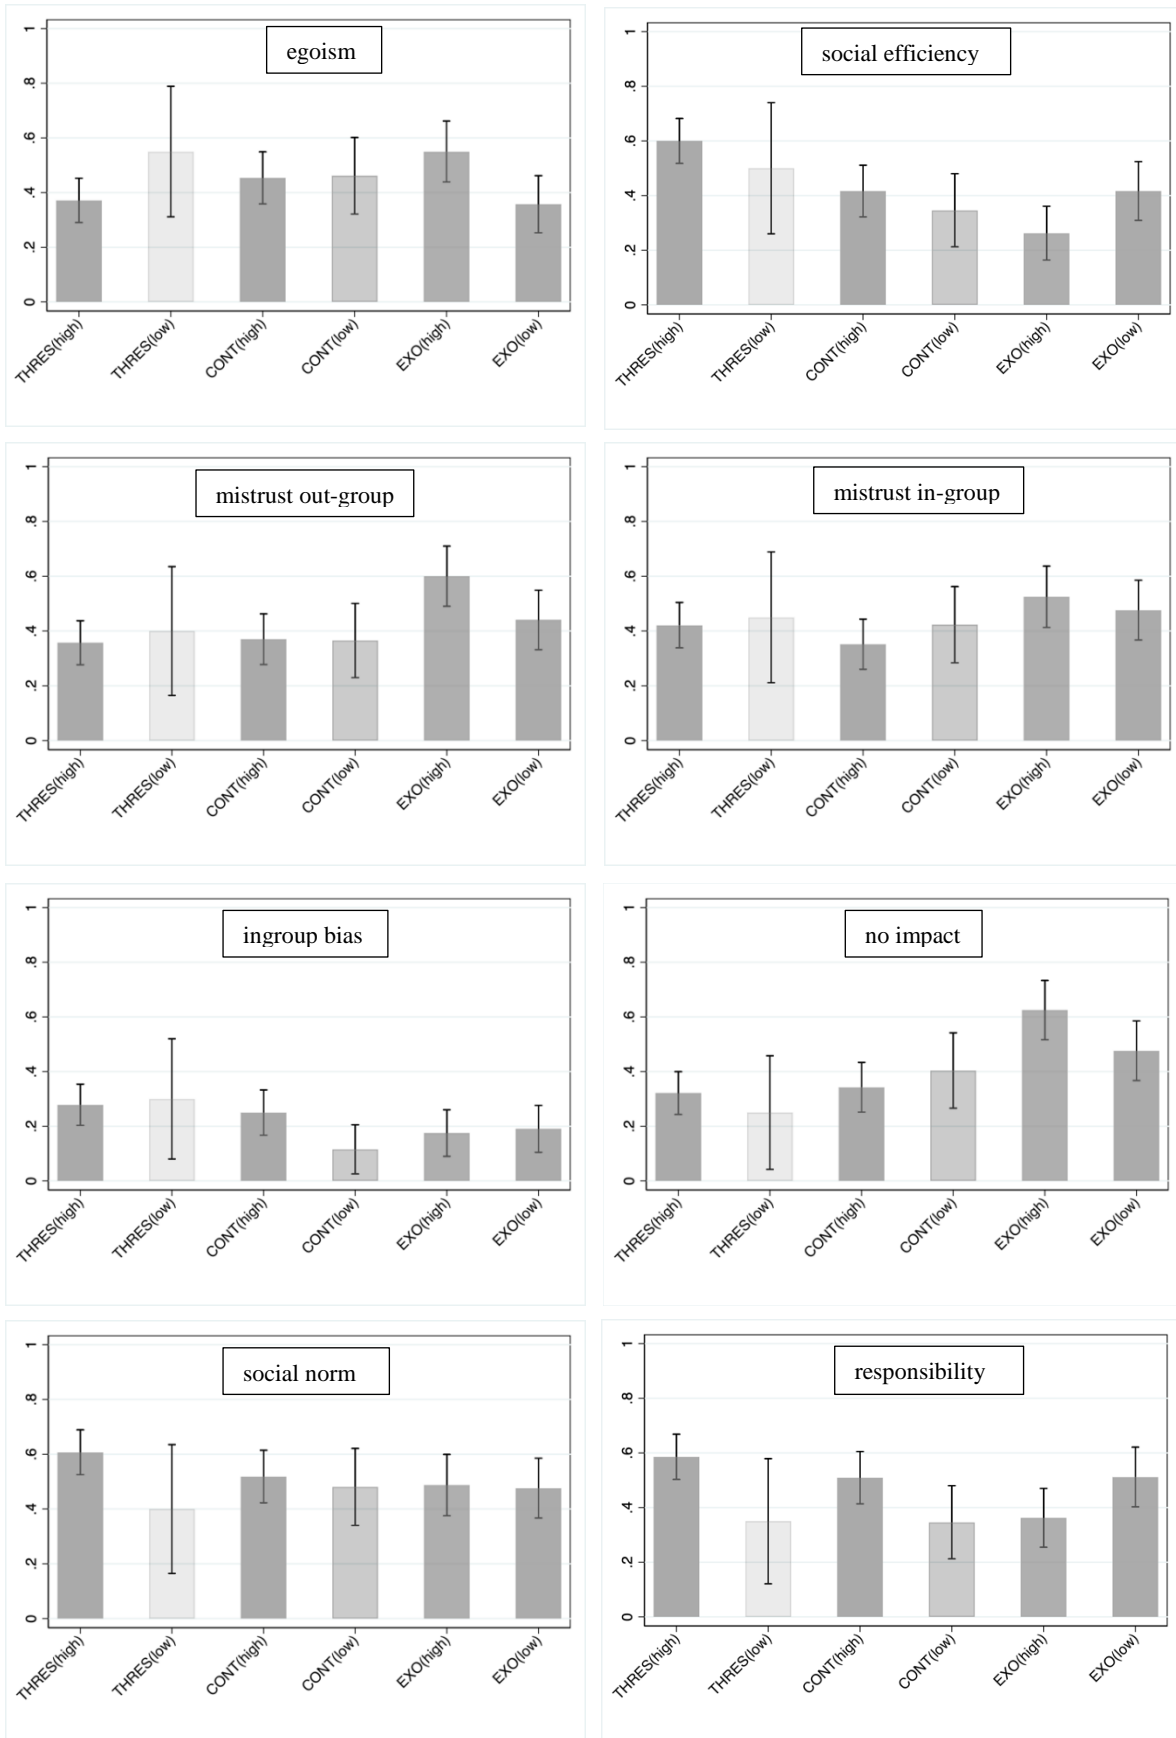 egoism
1
.8
.6
.4
.2
0
THRES(high)
THRES(low)
CONT(high)
CONT(low)
EXO(high)
EXO(low)
social efficiency
1
.8
.6
.4
.2
0
THRES(high)
THRES(low)
CONT(high)
CONT(low)
EXO(high)
EXO(low)
mistrust out-group
1
.8
.6
.4
.2
0
THRES(high)
THRES(low)
CONT(high)
CONT(low)
EXO(high)
EXO(low)
mistrust in-group
1
.8
.6
.4
.2
0
THRES(high)
THRES(low)
CONT(high)
CONT(low)
EXO(high)
EXO(low)
ingroup bias
1
.8
.6
.4
.2
0
THRES(high)
THRES(low)
CONT(high)
CONT(low)
EXO(high)
EXO(low)
no impact
1
.8
.6
.4
.2
0
THRES(high)
THRES(low)
CONT(high)
CONT(low)
EXO(high)
EXO(low)
social norm
1
.8
.6
.4
.2
0
THRES(high)
THRES(low)
CONT(high)
CONT(low)
EXO(high)
EXO(low)
responsibility
1
.8
.6
.4
.2
0
THRES(high)
THRES(low)
CONT(high)
CONT(low)
EXO(high)
EXO(low)